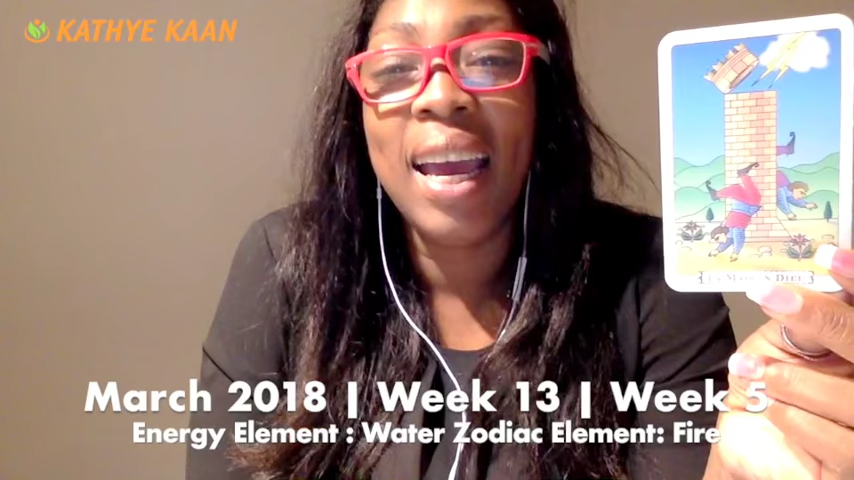 KATHYE KAAN
March 2018 | Week 13 | Week 5
Energy Element : Water Zodiac Element: Fire